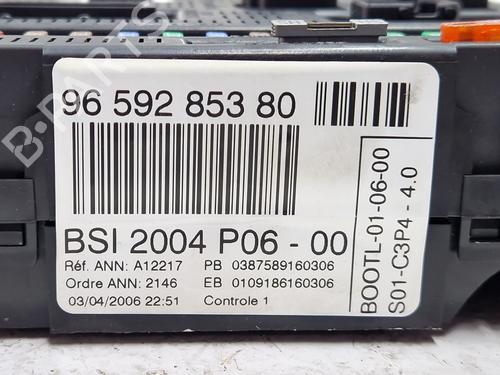 96 592 853 80
BSI 2004 P06 - 00
Réf. ANN: A12217 PB 0387589160306
Ordre ANN: 2146 EB 0109186160306
03/04/2006 22:51 Controle 1
BOOTL-01-06-00
S01-C3P4 - 4.0
B-PARTS